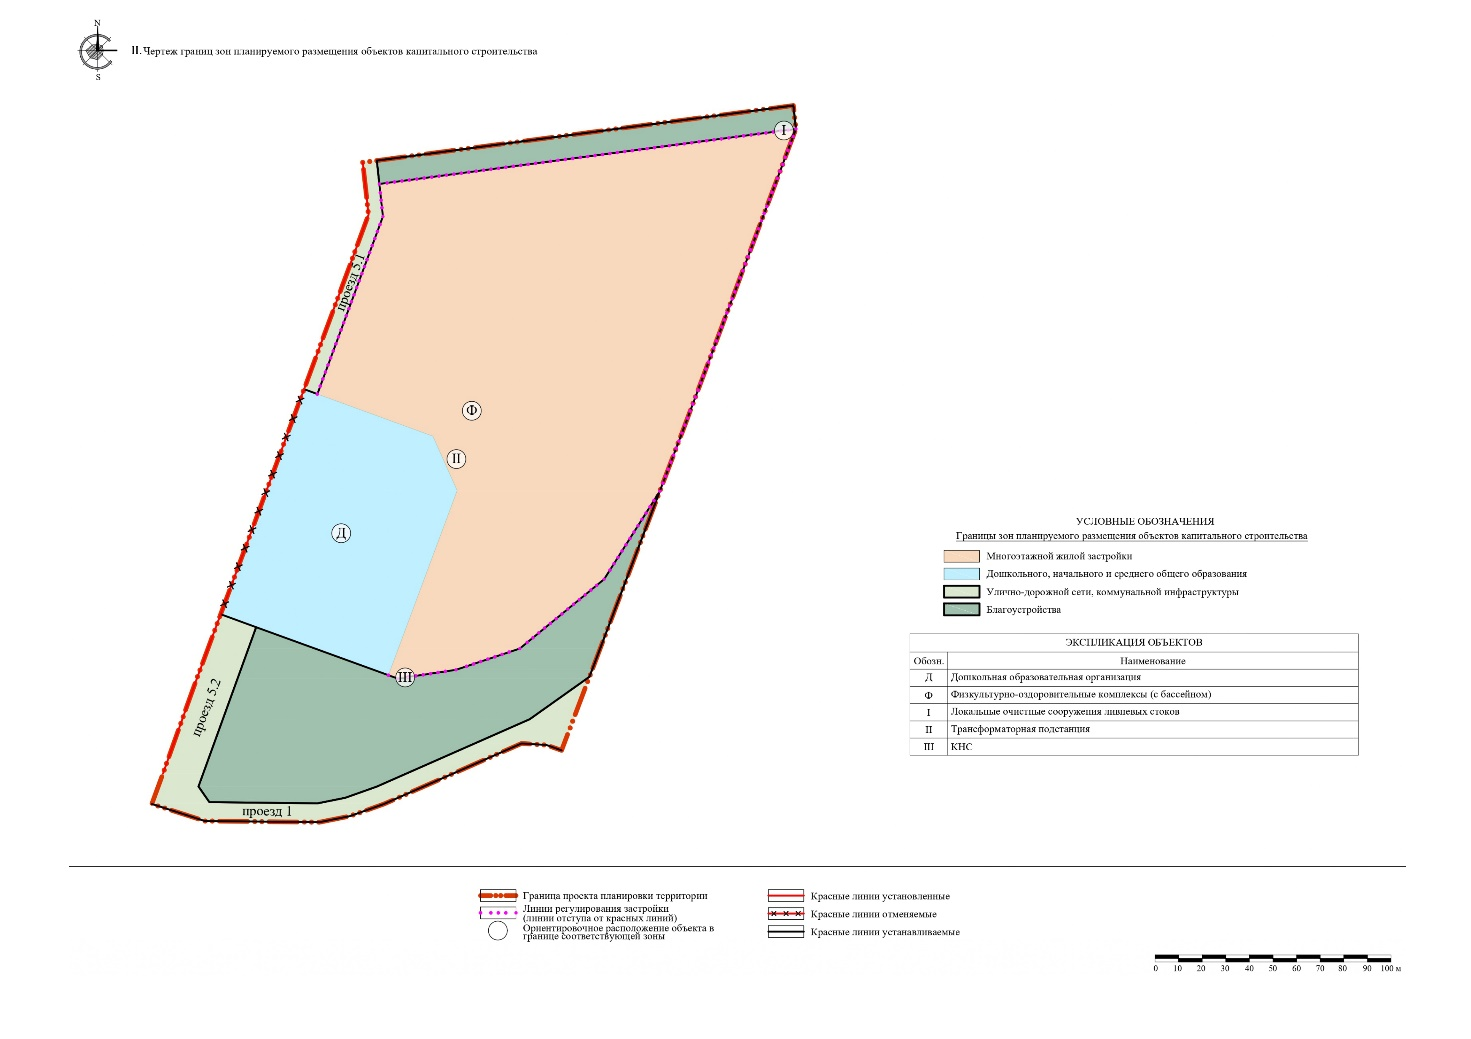 N
S
II. Чертеж границ зон планируемого размещения объектов капитального строительства
I
проезд 5.1
Ф
II
Д
III
проезд 5.2
проезд 1
УСЛОВНЫЕ ОБОЗНАЧЕНИЯ
Границы зон планируемого размещения объектов капитального строительства
Многоэтажной жилой застройки
Дошкольного, начального и среднего общего образования
Улично-дорожной сети, коммунальной инфраструктуры
Благоустройства
ЭКСПЛИКАЦИЯ ОБЪЕКТОВ
Обозн. Наименование
Д Дошкольная образовательная организация
Ф Физкультурно-оздоровительные комплексы (с бассейном)
I Локальные очистные сооружения ливневых стоков
II Трансформаторная подстанция
III КНС
Граница проекта планировки территории
Линии регулирования застройки
(линии отступа от красных линий)
Ориентировочное расположение объекта в
границе соответствующей зоны
Красные линии установленные
Красные линии отменяемые
Красные линии устанавливаемые
0 10 20 30 40 50 60 70 80 90 100 м